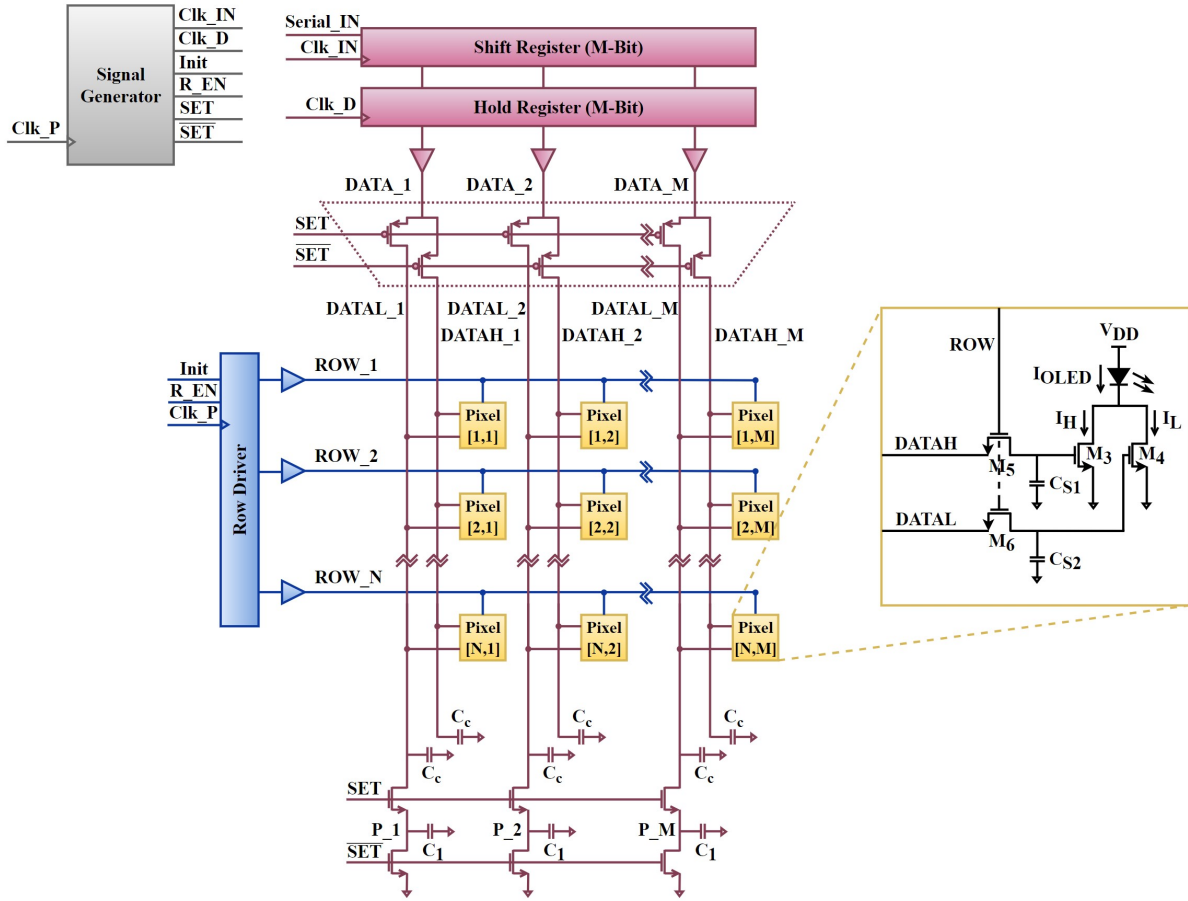 Clk_IN
Clk_D
Init
R_EN
SET
SET
Signal
Generator
Clk_P
Serial_IN
Clk_IN
Shift Register (M-Bit)
Clk_D
Hold Register (M-Bit)
DATA_1
DATA_2
DATA_M
SET
SET
DATAL_1
DATAL_2
DATAL_M
DATAH_1
DATAH_2
DATAH_M
Init
R_EN
Clk_P
Row Driver
ROW_1
Pixel
[1,1]
Pixel
[1,2]
Pixel
[1,M]
ROW_2
Pixel
[2,1]
Pixel
[2,2]
Pixel
[2,M]
ROW_N
Pixel
[N,1]
Pixel
[N,2]
Pixel
[N,M]
Cc
Cc
Cc
Cc
Cc
Cc
SET
P_1
P_2
P_M
C1
C1
C1
SET
ROW
VDD
IOLED
IH
IL
DATAH
M5
M3
M4
CS1
DATAL
M6
CS2